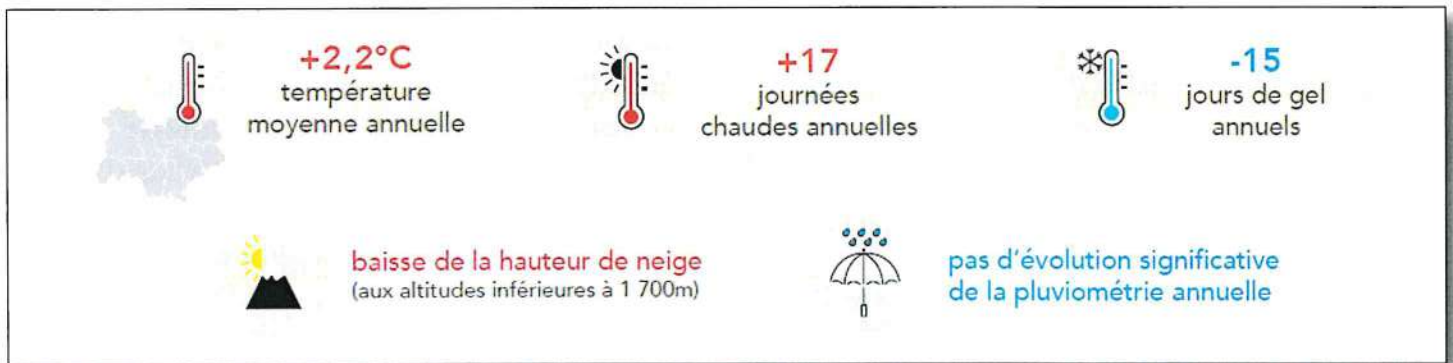 +2,2°C
température
moyenne annuelle
+17
journées
chaudes annuelles
-15
jours de gel
annuels
baisse de la hauteur de neige
(aux altitudes inférieures à 1 700m)
pas d'évolution significative
de la pluviométrie annuelle